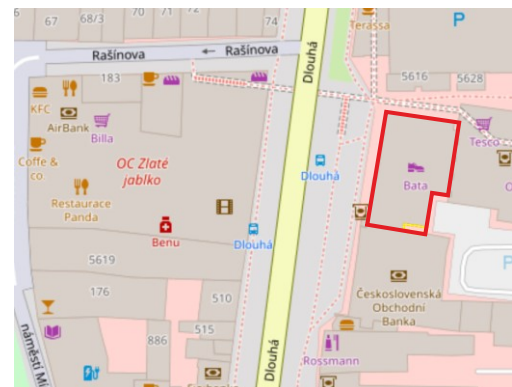 67
68/3
70
71
72
74
Terassa
P
Rašínova
← Rašínova
Dlouhá
183
5616
5628
KFC
AirBank
Billa
Tesco
Coffe &
co
OC Zlaté
jablko
Dlouhá
Bata
Restaurace
Panda
Benu
Dlouhá
P
5619
176
510
Československá
Obchodní
Banka
náměstí M
886
515
Dlouhá
Rossmann